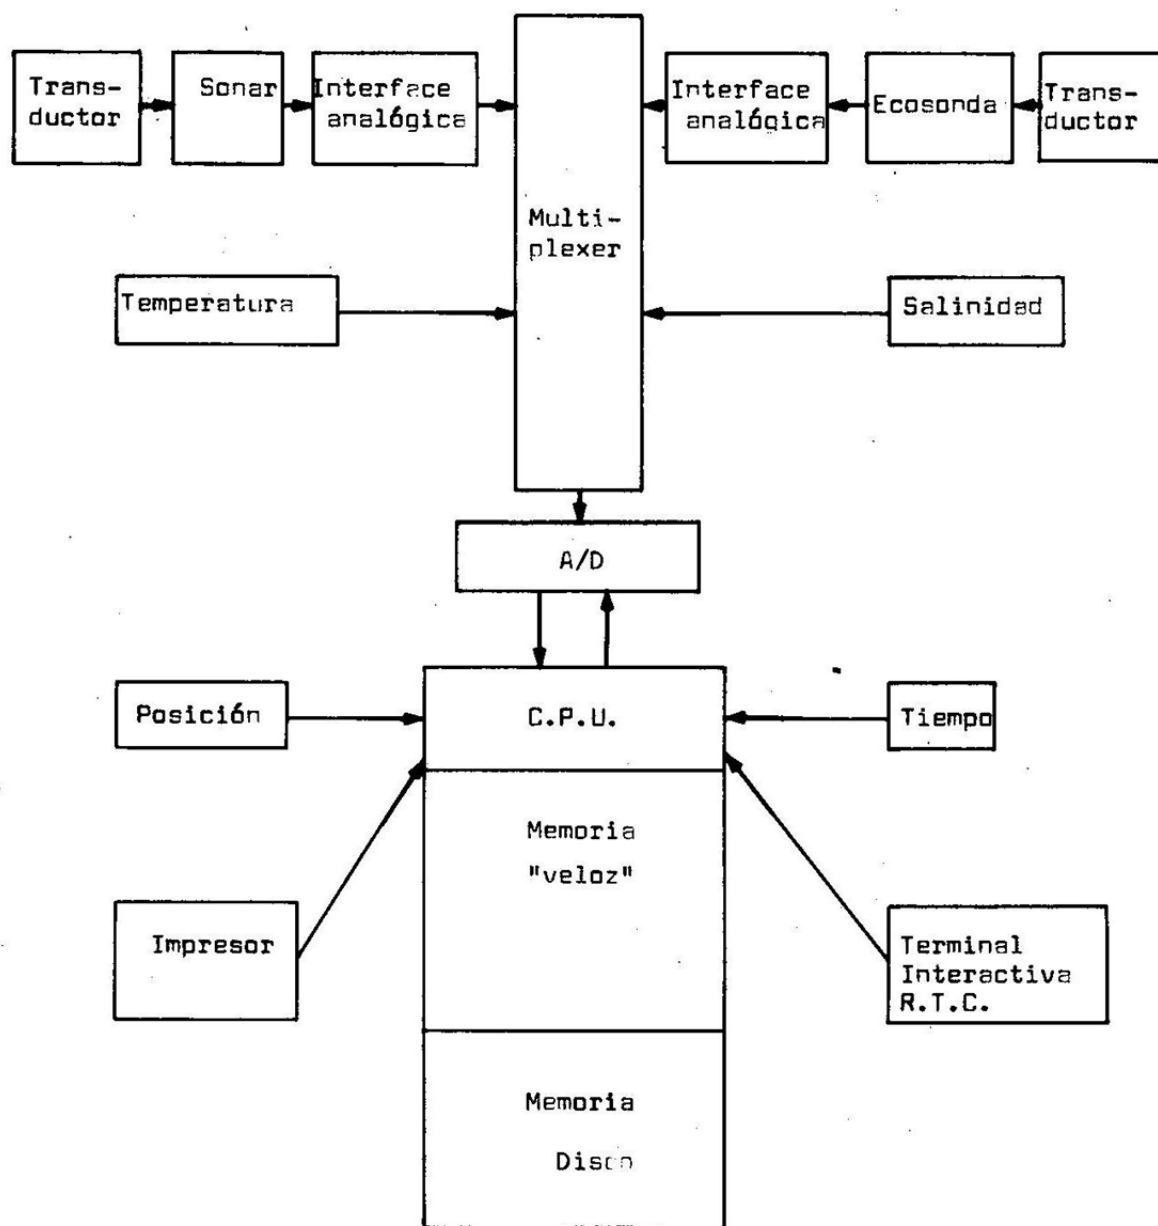 Trans-
ductor
Sonar
Interface
analógica
Interface
analógica
Ecosonda
Trans-
ductor
Multi-
plexer
Temperatura
Salinidad
A/D
Posición
C.P.U.
Tiempo
Memoria
"veloz"
Impresor
Terminal
Interactiva
R.T.C.
Memoria
Disco